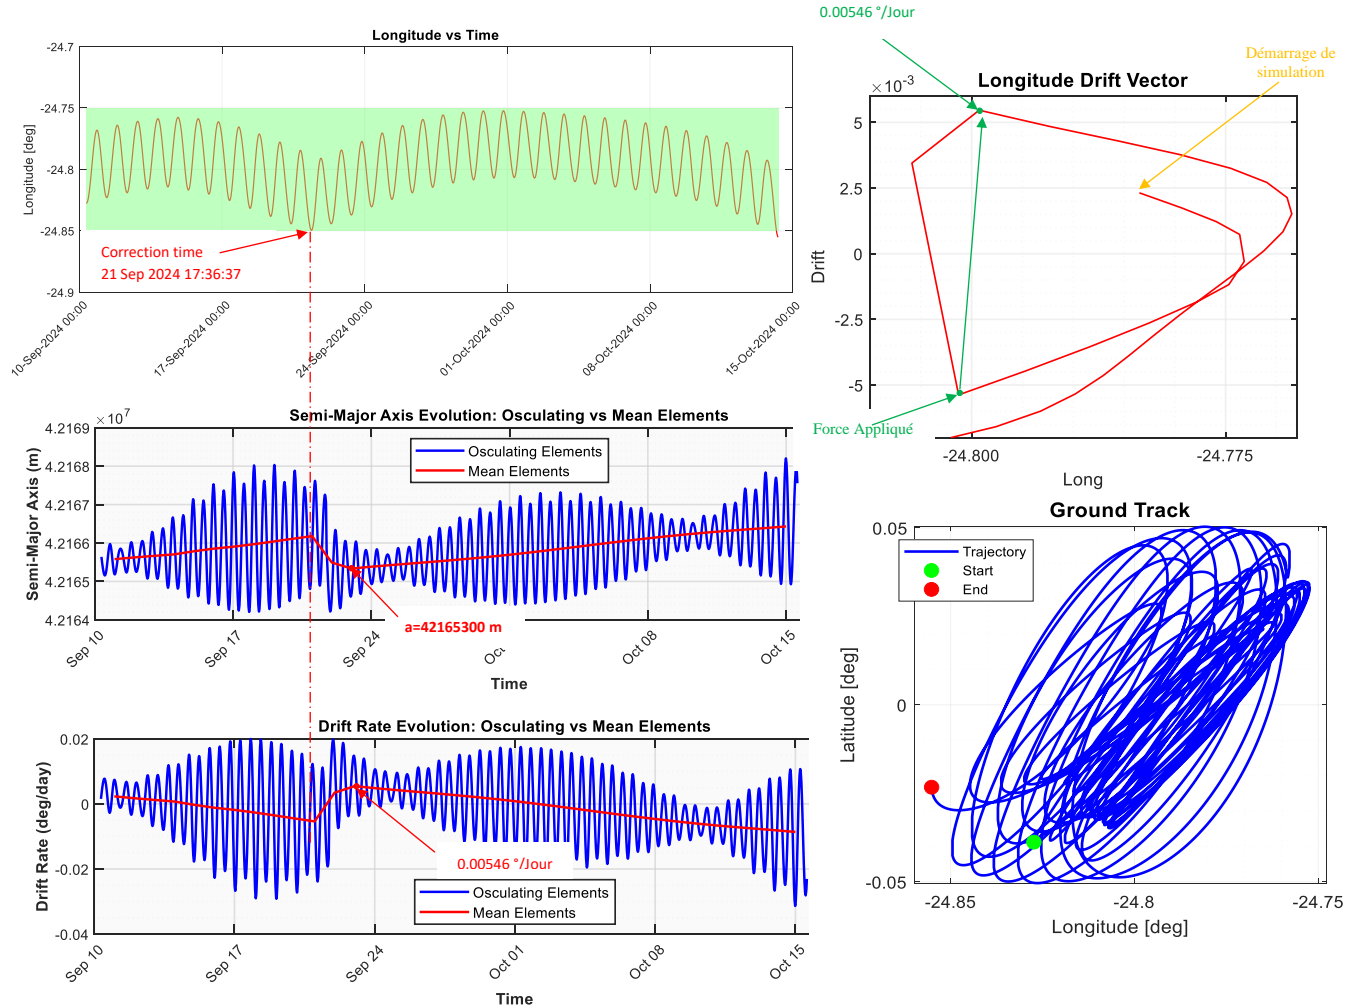 Longitude vs Time
-24.7
-24.75
-24.8
-24.85
-24.9
Longitude [deg]
Correction time
21 Sep 2024 17:36:37
10-Sep-2024 00:00
17-Sep-2024 00:00
24-Sep-2024 00:00
01-Oct-2024 00:00
08-Oct-2024 00:00
15-Oct-2024 00:00
0.00546 °/Jour
Démarrage de
simulation
Longitude Drift Vector
×10⁻³
5
2.5
0
-2.5
-5
Drift
Force Appliqué
-24.800
-24.775
Long
Semi-Major Axis Evolution: Osculating vs Mean Elements
×10⁷
4.2169
4.2168
4.2167
4.2166
4.2165
4.2164
Semi-Major Axis (m)
Osculating Elements
Mean Elements
a=42165300 m
Sep 10
Sep 17
Sep 24
Oct
Oct 08
Oct 15
Time
Ground Track
0.05
0
-0.05
Latitude [deg]
Trajectory
Start
End
-24.85
-24.8
-24.75
Longitude [deg]
Drift Rate Evolution: Osculating vs Mean Elements
0.02
0
-0.02
-0.04
Drift Rate (deg/day)
0.00546 °/Jour
Osculating Elements
Mean Elements
Sep 10
Sep 17
Sep 24
Oct 01
Oct 08
Oct 15
Time